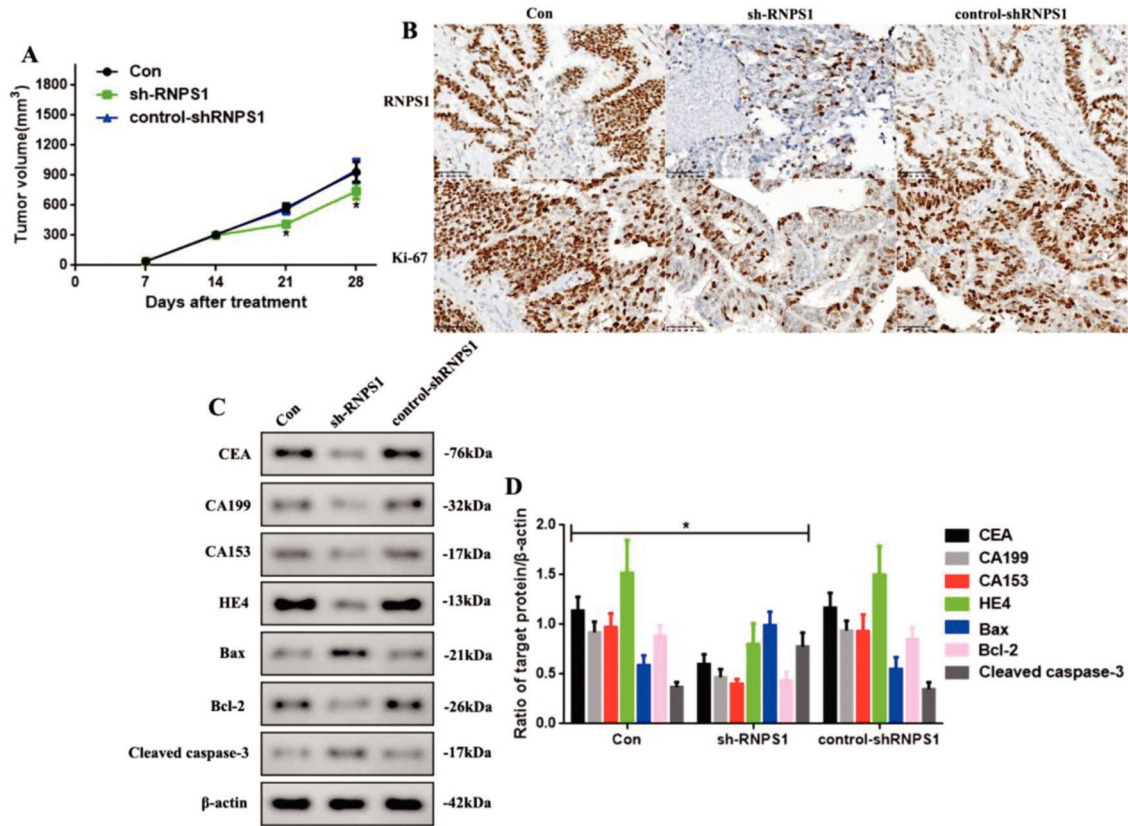 A
Con
sh-RNPS1
control-shRNPS1
Tumor volume(mm³)
1800
1500
1200
900
600
300
0
0 7 14 21 28
*
*
Days after treatment
B
Con sh-RNPS1 control-shRNPS1
RNPS1
Ki-67
C
Con sh-RNPS1 control-shRNPS1
CEA -76kDa
CA199 -32kDa
CA153 -17kDa
HE4 -13kDa
Bax -21kDa
Bcl-2 -26kDa
Cleaved caspase-3 -17kDa
β-actin -42kDa
D
Ratio of target protein/β-actin
2.0
1.5
1.0
0.5
0.0
*
Con sh-RNPS1 control-shRNPS1
CEA
CA199
CA153
HE4
Bax
Bcl-2
Cleaved caspase-3